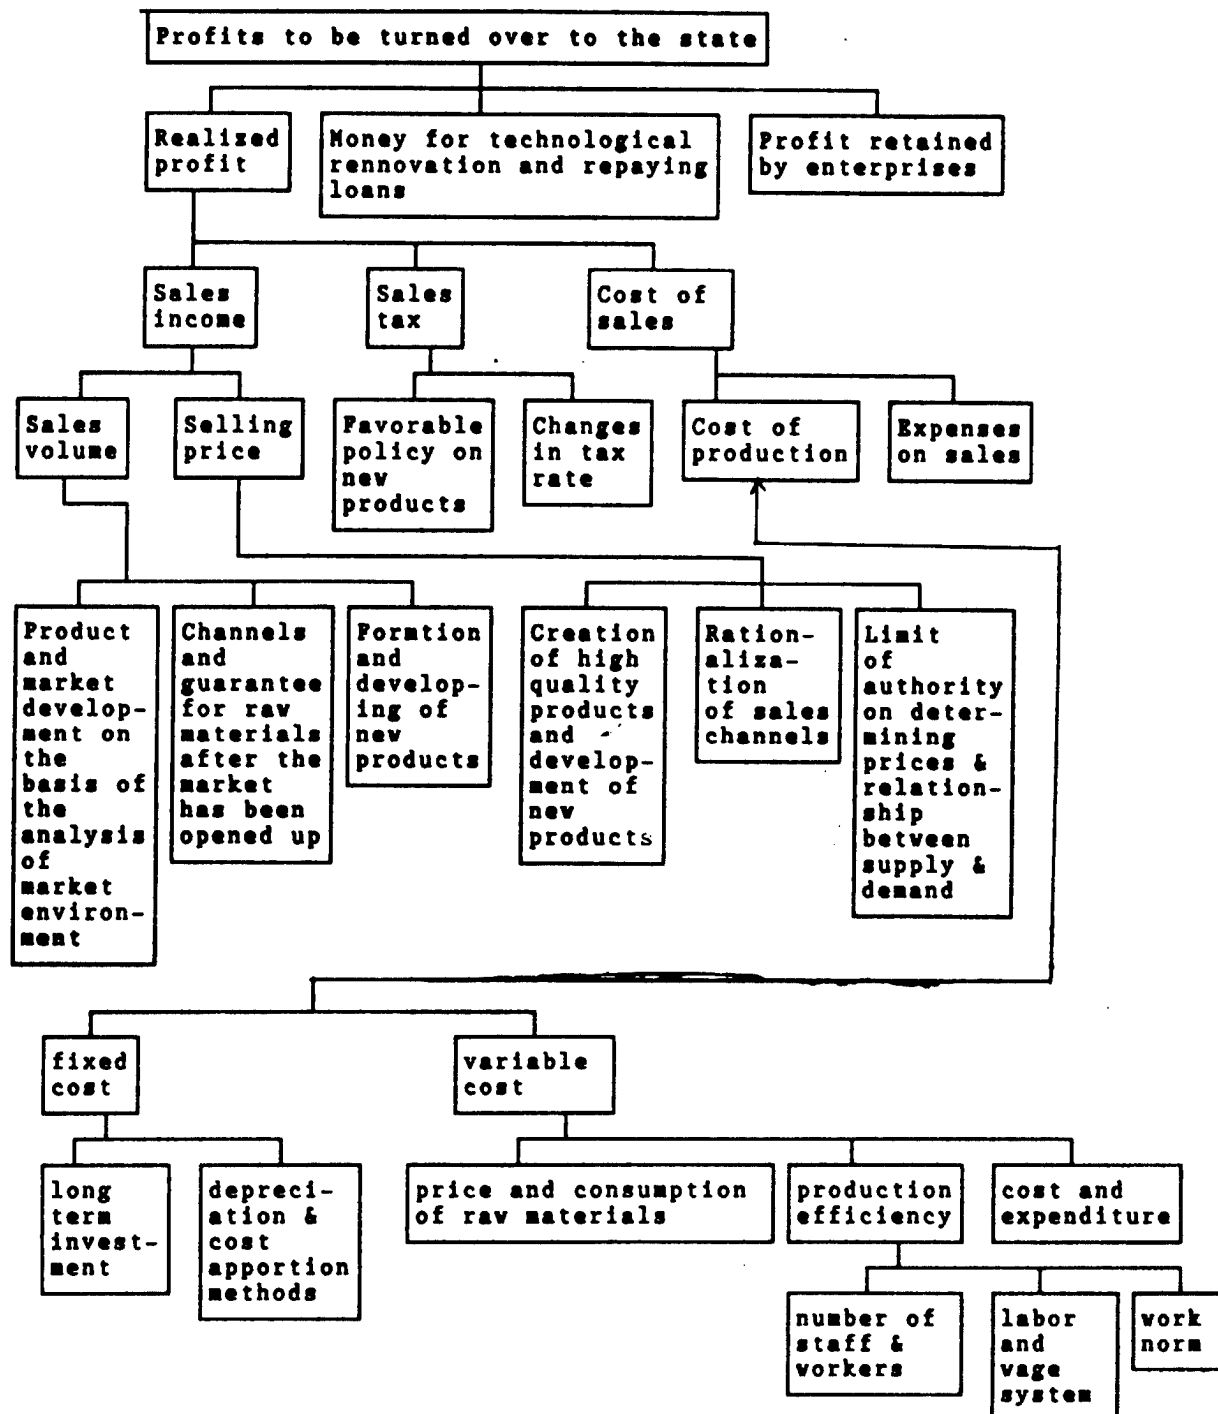 Profits to be turned over to the state
Realized
profit
Money for technological
rennovation and repaying
loans
Profit retained
by enterprises
Sales
income
Sales
tax
Cost of
sales
Sales
volume
Selling
price
Favorable
policy on
new
products
Changes
in tax
rate
Cost of
production
Expenses
on sales
Product
and
market
develop-
ment on
the
basis of
the
analysis
of
market
environ-
ment
Channels
and
guarantee
for raw
materials
after the
market
has been
opened up
Formtion
and
develop-
ing of
new
products
Creation
of high
quality
products
and
develop-
ment of
new
products
Ration-
aliza-
tion
of sales
channels
Limit
of
authority
on deter-
mining
prices &
relation-
ship
between
supply &
demand
fixed
cost
variable
cost
long
term
invest-
ment
depreci-
ation &
cost
apportion
methods
price and consumption
of raw materials
production
efficiency
cost and
expenditure
number of
staff &
workers
labor
and
wage
system
work
norm